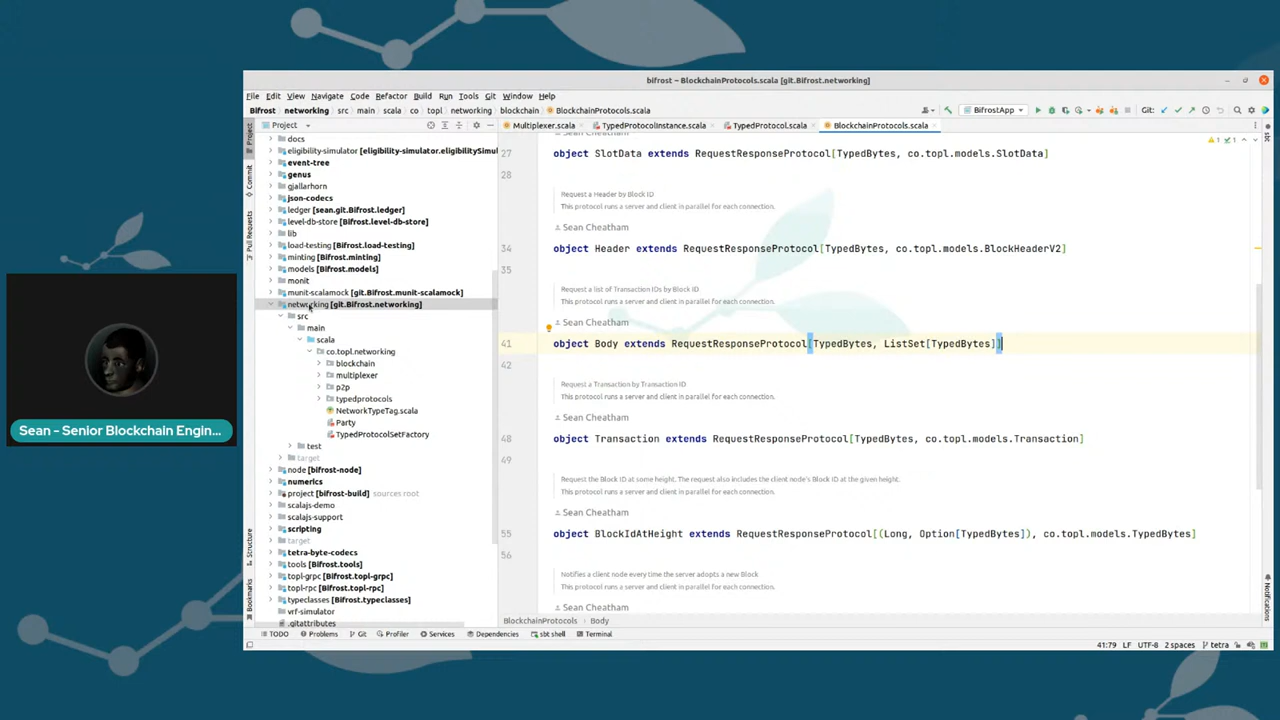 bifrost – BlockchainProtocols.scala [git.Bifrost.networking]
File Edit View Navigate Code Refactor Build Run Tools Git Window Help
Bifrost networking src main scala co topl networking blockchain BlockchainProtocols.scala
BifrostApp
Git:
Project
Multiplexer.scala TypedProtocolInstance.scala TypedProtocol.scala BlockchainProtocols.scala
Project
Commit
Pull Requests
Structure
Bookmarks
docs
eligibility-simulator [eligibility-simulator.eligibilitySimu
event-tree
genus
gjallarhorn
json-codecs
ledger [sean.git.Bifrost.ledger]
level-db-store [Bifrost.level-db-store]
lib
load-testing [Bifrost.load-testing]
minting [Bifrost.minting]
models [Bifrost.models]
monit
munit-scalamock [git.Bifrost.munit-scalamock]
networking [git.Bifrost.networking]
src
main
scala
co.topl.networking
blockchain
multiplexer
p2p
typedprotocols
NetworkTypeTag.scala
Party
TypedProtocolSetFactory
test
target
node [bifrost-node]
numerics
project [bifrost-build] sources root
scalajs-demo
scalajs-support
scripting
target
tetra-byte-codecs
tools [Bifrost.tools]
topl-grpc [Bifrost.topl-grpc]
topl-rpc [Bifrost.topl-rpc]
typeclasses [Bifrost.typeclasses]
vrf-simulator
.gitattributes
Sean Cheatham
27 object SlotData extends RequestResponseProtocol[TypedBytes, co.topl.models.SlotData]
28
Request a Header by Block ID
This protocol runs a server and client in parallel for each connection.
Sean Cheatham
34 object Header extends RequestResponseProtocol[TypedBytes, co.topl.models.BlockHeaderV2]
35
Request a list of Transaction IDs by Block ID
This protocol runs a server and client in parallel for each connection.
Sean Cheatham
41 object Body extends RequestResponseProtocol[TypedBytes, ListSet[TypedBytes]]
42
Request a Transaction by Transaction ID
This protocol runs a server and client in parallel for each connection.
Sean Cheatham
48 object Transaction extends RequestResponseProtocol[TypedBytes, co.topl.models.Transaction]
49
Request the Block ID at some height. The request also includes the client node's Block ID at the given height.
This protocol runs a server and client in parallel for each connection.
Sean Cheatham
55 object BlockIdAtHeight extends RequestResponseProtocol[(Long, Option[TypedBytes]), co.topl.models.TypedBytes]
56
Notifies a client node every time the server adopts a new Block
This protocol runs a server and client in parallel for each connection.
Sean Cheatham
sbt
Notifications
BlockchainProtocols Body
TODO Problems Git Profiler Services Dependencies sbt shell Terminal
41:79 LF UTF-8 2 spaces tetra
Sean – Senior Blockchain Engin...